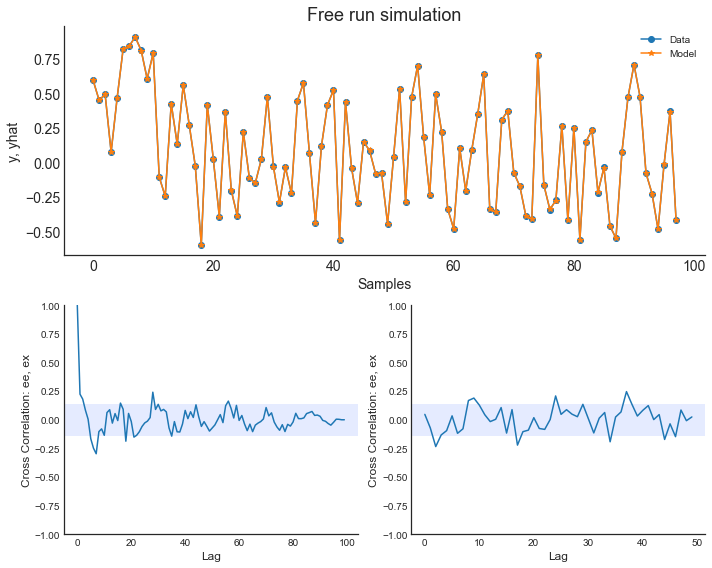 Free run simulation
Data
Model
y, yhat
0.75
0.50
0.25
0.00
−0.25
−0.50
0 20 40 60 80 100
Samples
Cross Correlation: ee, ex
1.00
0.75
0.50
0.25
0.00
−0.25
−0.50
−0.75
−1.00
0 20 40 60 80 100
Lag
Cross Correlation: ee, ex
1.00
0.75
0.50
0.25
0.00
−0.25
−0.50
−0.75
−1.00
0 10 20 30 40 50
Lag